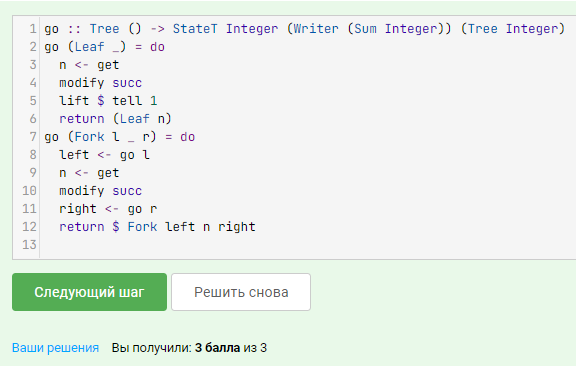 1 go :: Tree () -> StateT Integer (Writer (Sum Integer)) (Tree Integer)
2 go (Leaf _) = do
3   n <- get
4   modify succ
5   lift $ tell 1
6   return (Leaf n)
7 go (Fork l _ r) = do
8   left <- go l
9   n <- get
10   modify succ
11   right <- go r
12   return $ Fork left n right
13
Следующий шаг Решить снова
Ваши решения Вы получили: 3 балла из 3